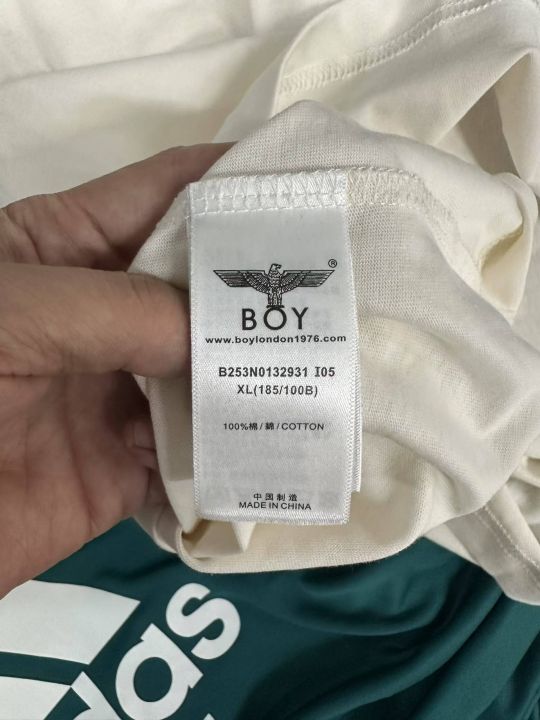 ®
BOY
www.boylondon1976.com
B253N0132931 I05
XL(185/100B)
100%棉/綿/COTTON
中国制造
MADE IN CHINA
das